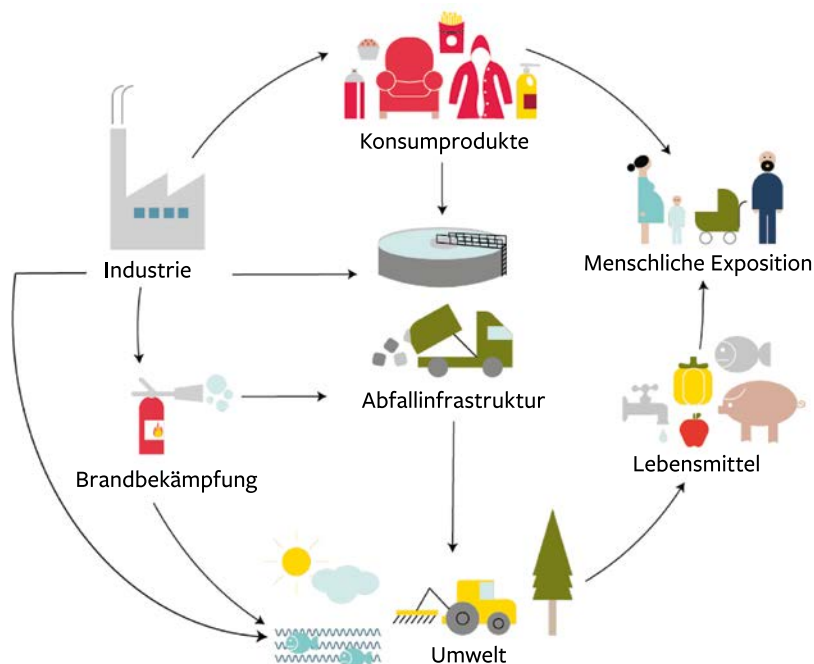 Konsumprodukte
Industrie
Menschliche Exposition
Abfallinfrastruktur
Brandbekämpfung
Lebensmittel
Umwelt